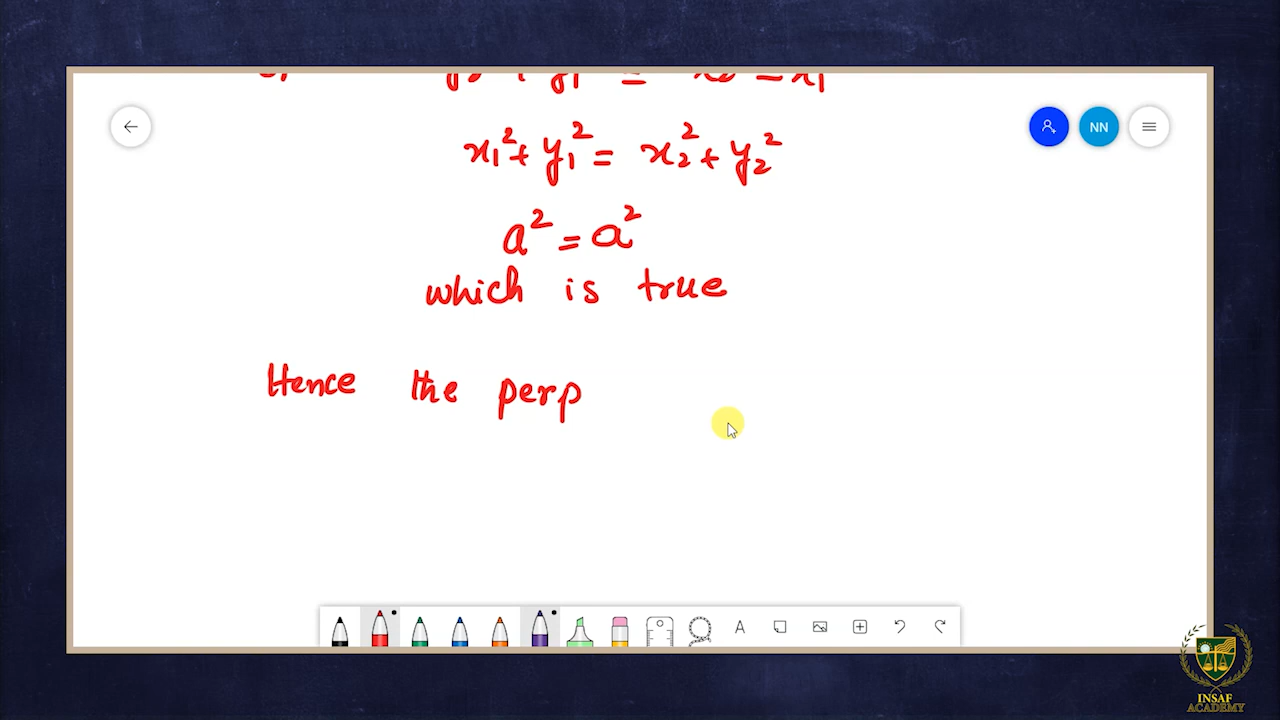 x₁² + y₁² = x₂² + y₂²
a² = a²
which is true
Hence the perp
NN
A
INSAF
ACADEMY